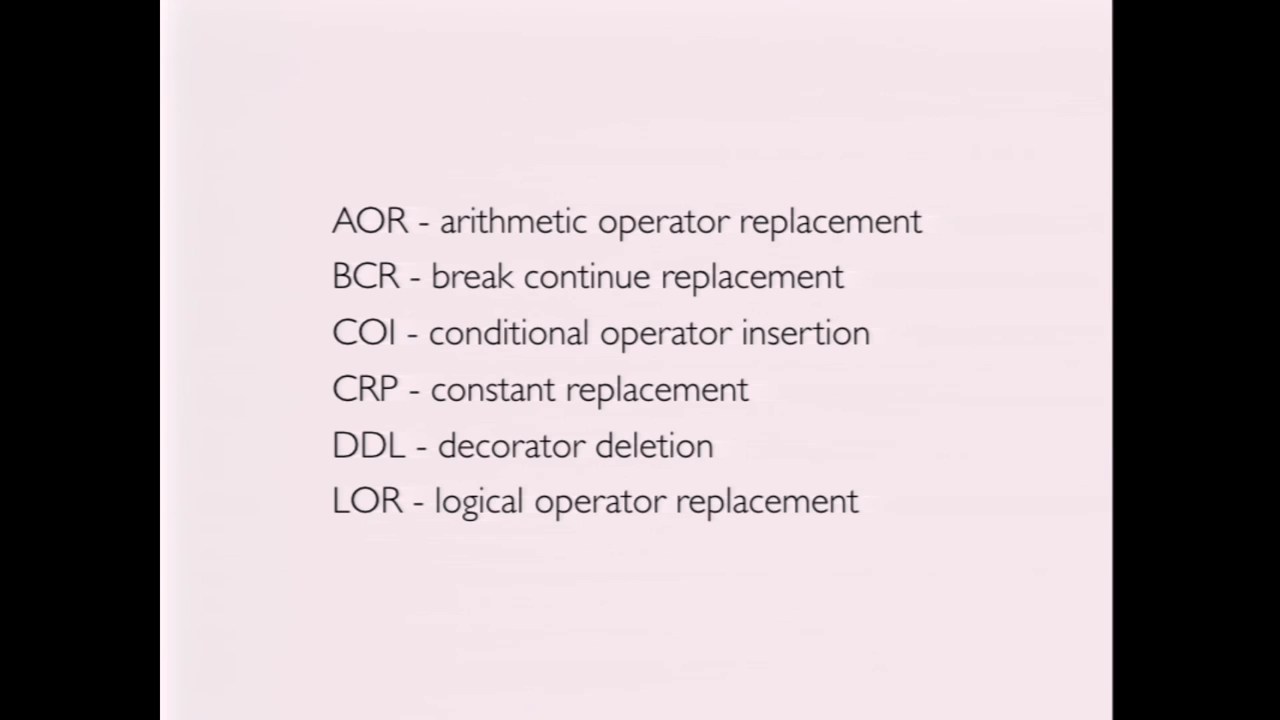 AOR - arithmetic operator replacement
BCR - break continue replacement
COI - conditional operator insertion
CRP - constant replacement
DDL - decorator deletion
LOR - logical operator replacement